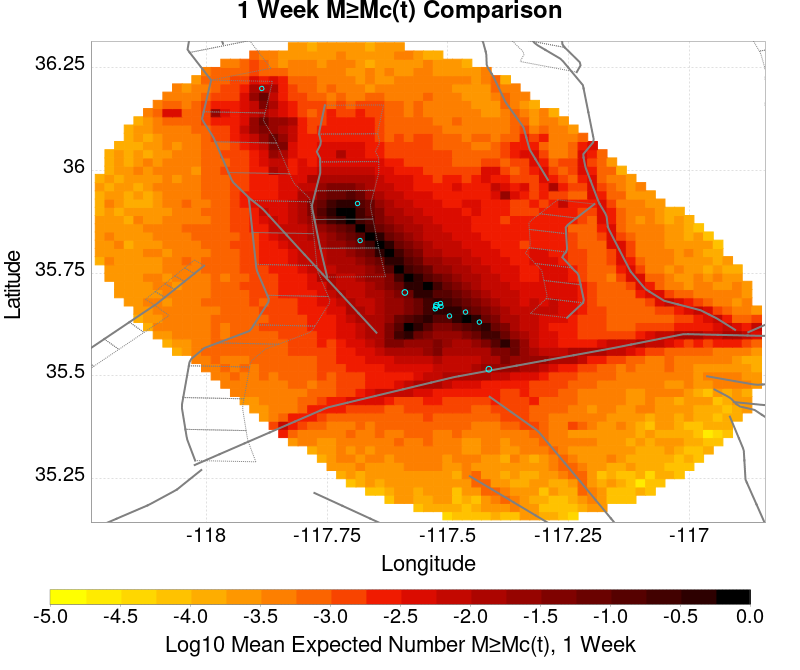 1 Week M≥Mc(t) Comparison
36.25
36
35.75
35.5
35.25
Latitude
-118 -117.75 -117.5 -117.25 -117
Longitude
-5.0 -4.5 -4.0 -3.5 -3.0 -2.5 -2.0 -1.5 -1.0 -0.5 0.0
Log10 Mean Expected Number M≥Mc(t), 1 Week